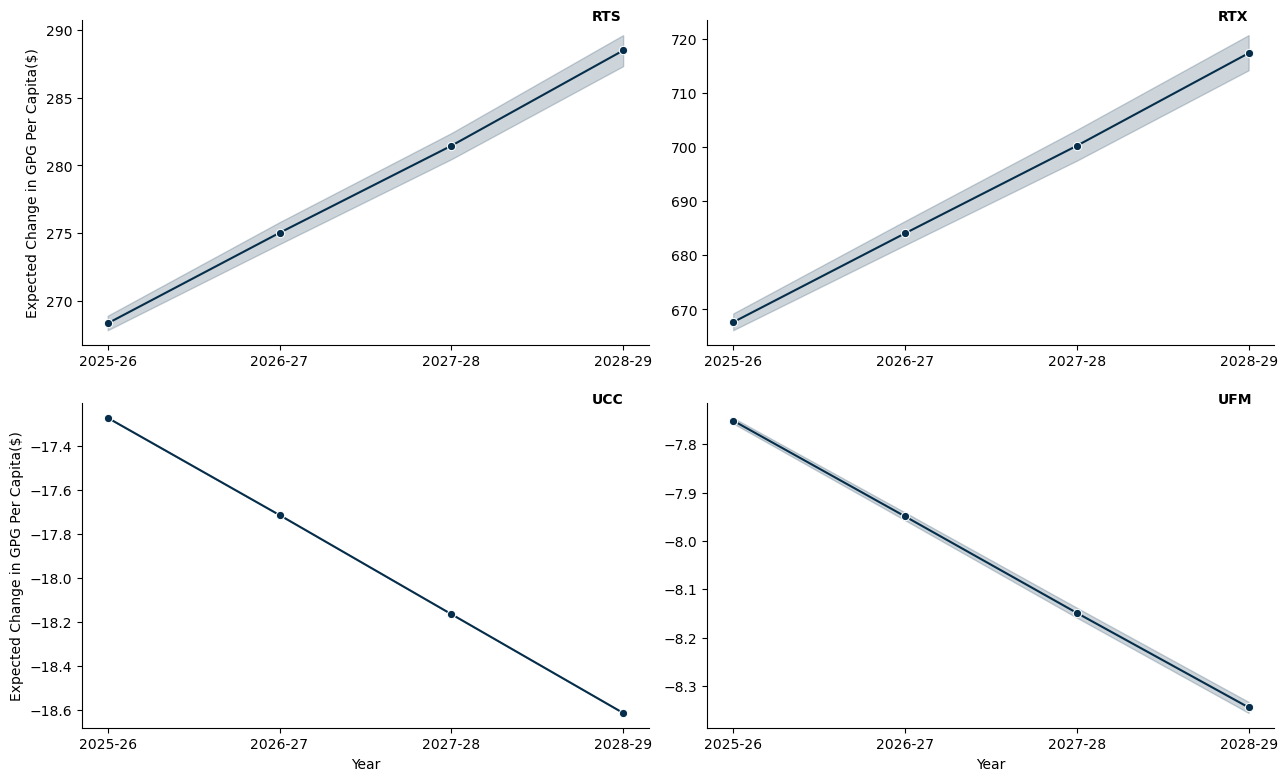 RTS
Expected Change in GPG Per Capita($)
290
285
280
275
270
2025-26 2026-27 2027-28 2028-29
RTX
720
710
700
690
680
670
2025-26 2026-27 2027-28 2028-29
UCC
Expected Change in GPG Per Capita($)
−17.4
−17.6
−17.8
−18.0
−18.2
−18.4
−18.6
2025-26 2026-27 2027-28 2028-29
Year
UFM
−7.8
−7.9
−8.0
−8.1
−8.2
−8.3
2025-26 2026-27 2027-28 2028-29
Year